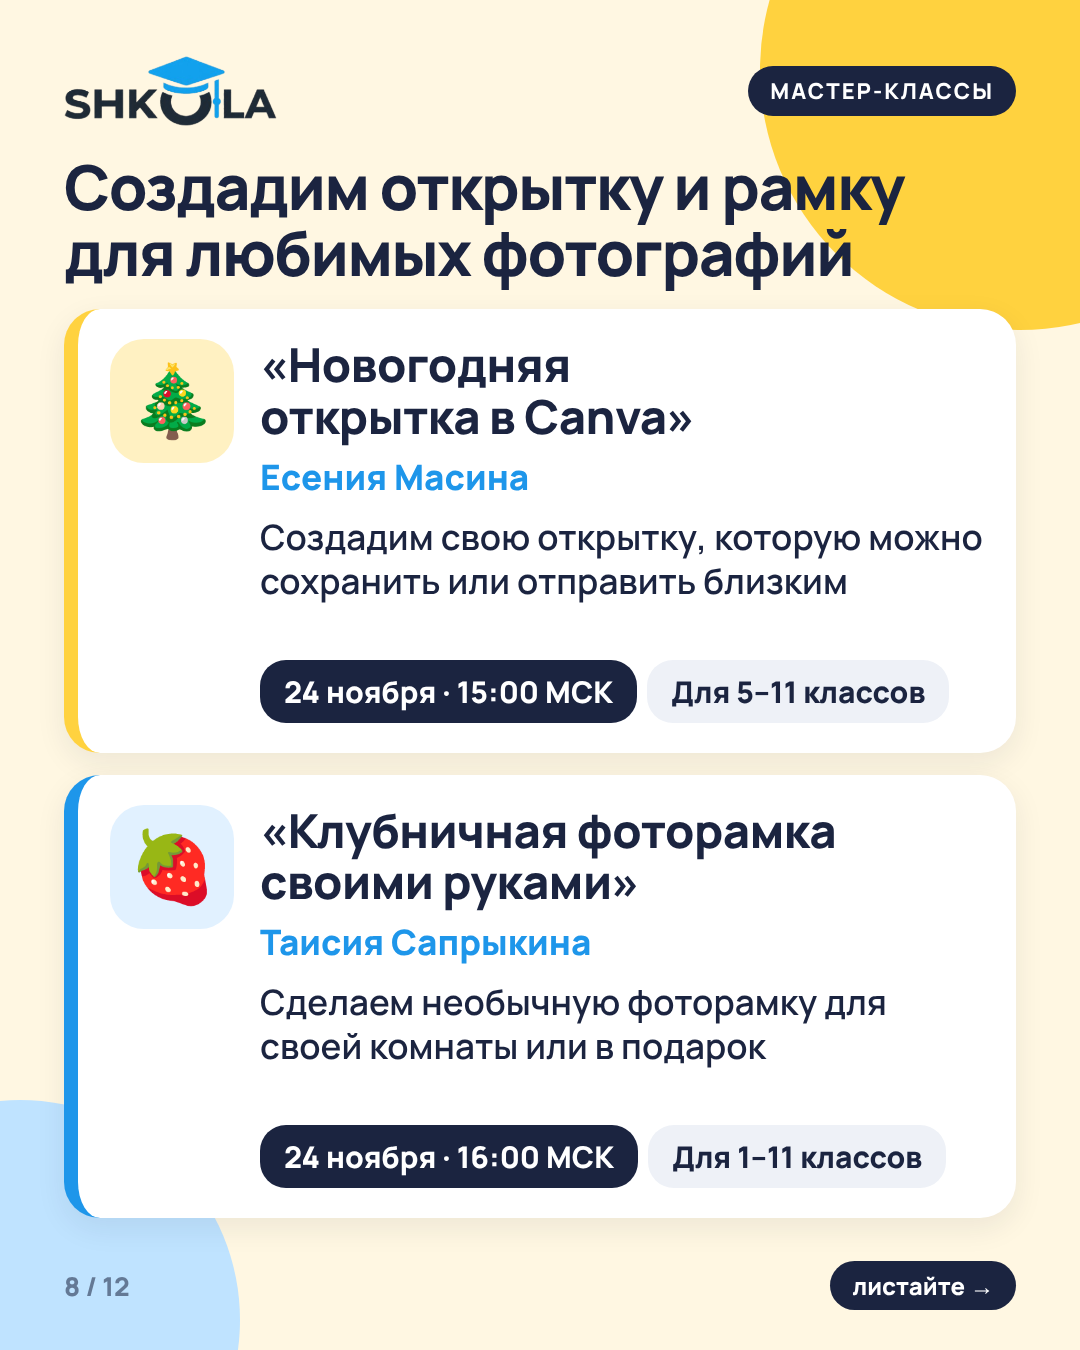 SHKOLA
МАСТЕР-КЛАССЫ
Создадим открытку и рамку
для любимых фотографий
«Новогодняя
открытка в Canva»
Есения Масина
Создадим свою открытку, которую можно
сохранить или отправить близким
24 ноября · 15:00 МСК
Для 5–11 классов
«Клубничная фоторамка
своими руками»
Таисия Сапрыкина
Сделаем необычную фоторамку для
своей комнаты или в подарок
24 ноября · 16:00 МСК
Для 1–11 классов
8 / 12
листайте →